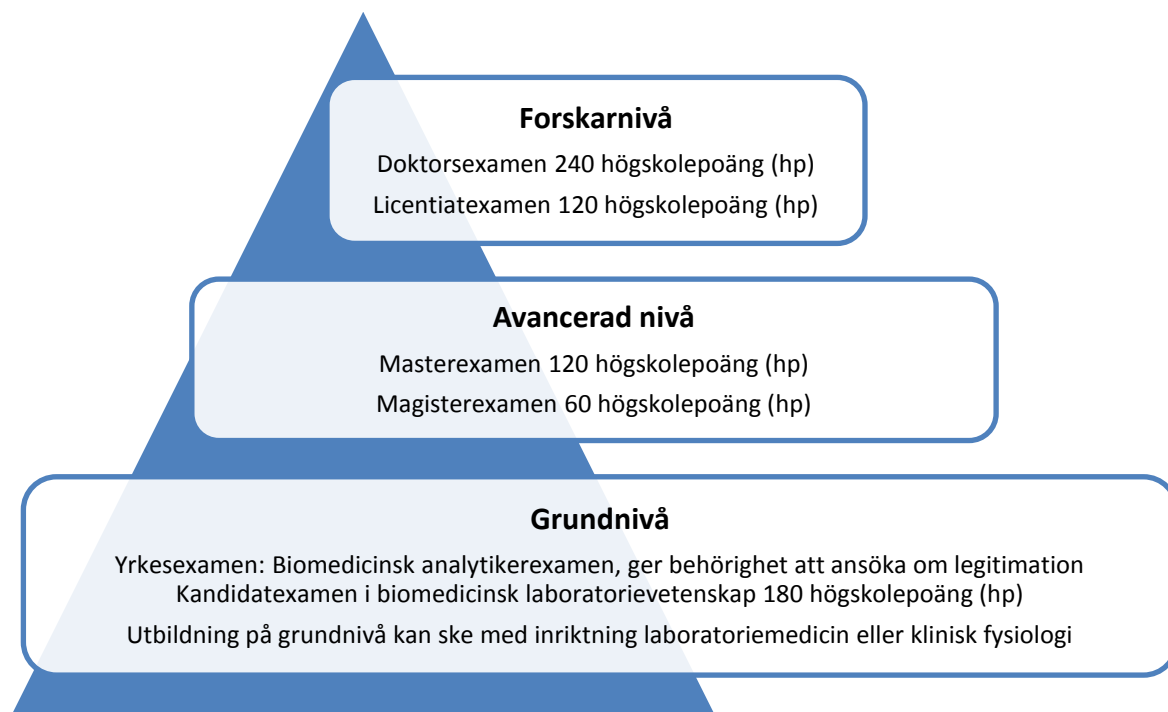 Forskarnivå
Doktorsexamen 240 högskolepoäng (hp)
Licentiatexamen 120 högskolepoäng (hp)
Avancerad nivå
Masterexamen 120 högskolepoäng (hp)
Magisterexamen 60 högskolepoäng (hp)
Grundnivå
Yrkesexamen: Biomedicinsk analytikerexamen, ger behörighet att ansöka om legitimation
Kandidatexamen i biomedicinsk laboratorievetenskap 180 högskolepoäng (hp)
Utbildning på grundnivå kan ske med inriktning laboratoriemedicin eller klinisk fysiologi